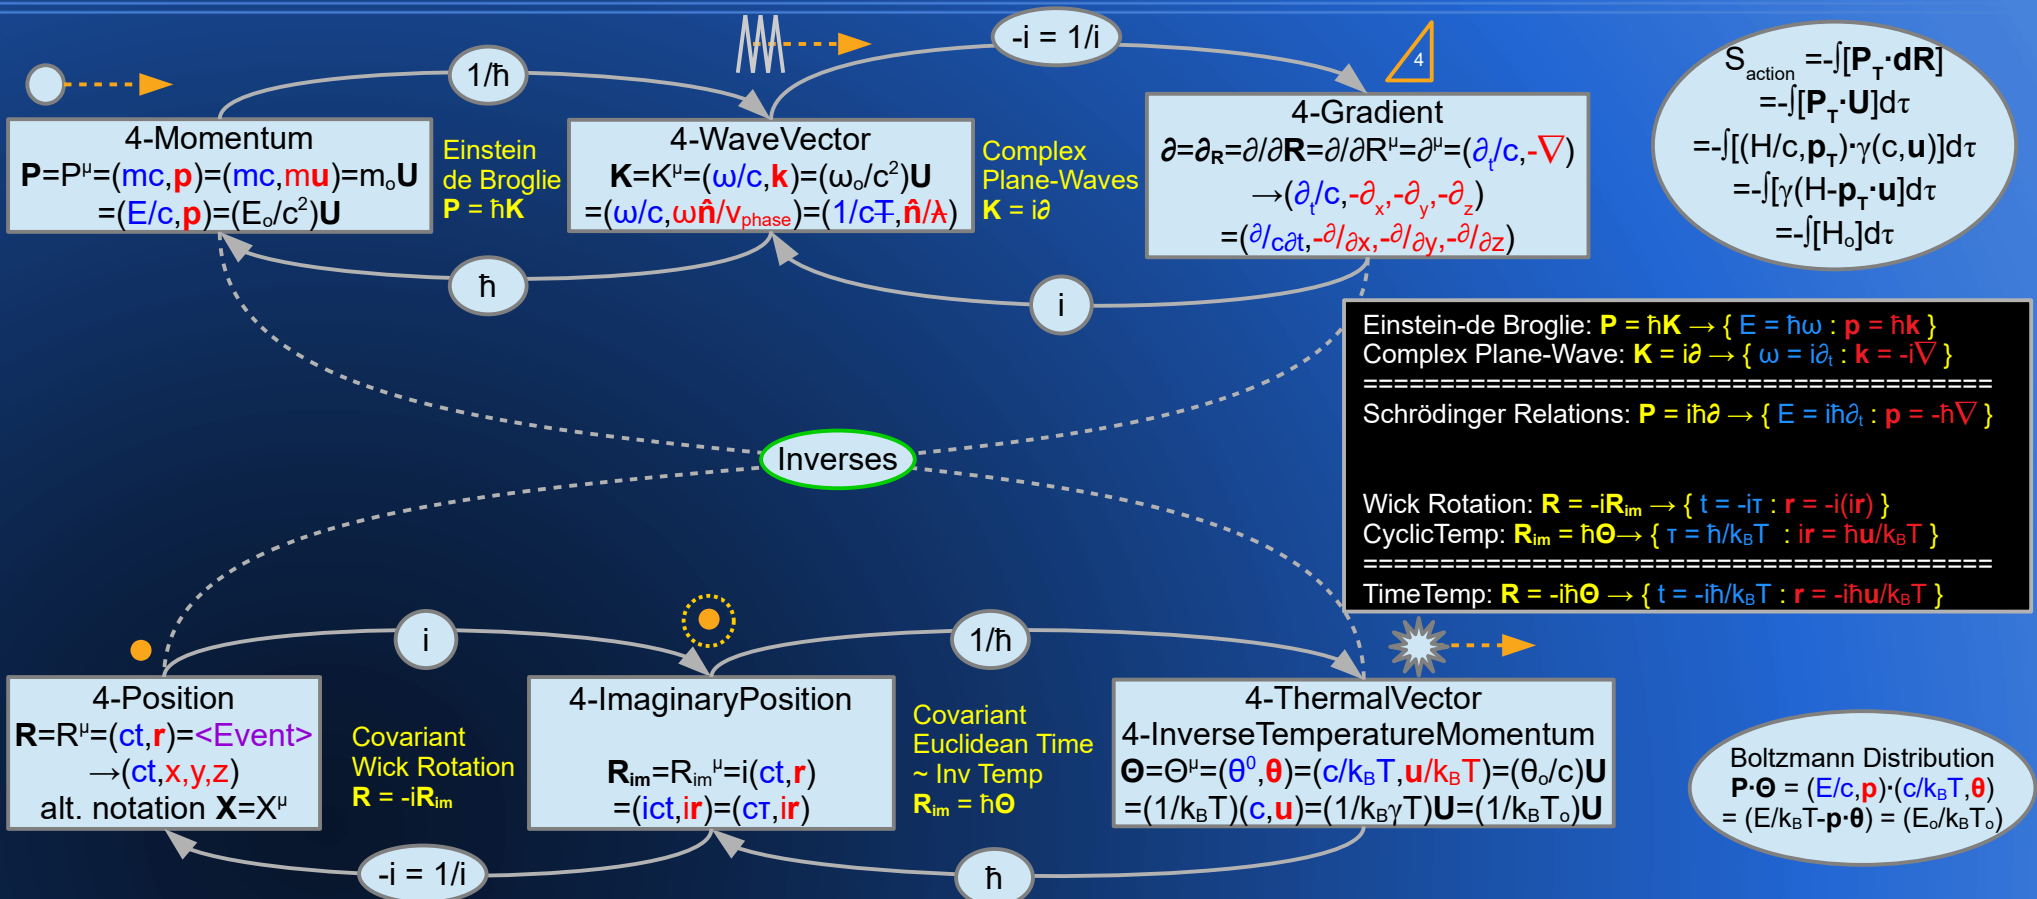 1/ħ
-i = 1/i
4
4-Momentum
P=P^μ=(mc,p)=(mc,mu)=m₀U
=(E/c,p)=(E₀/c²)U
Einstein
de Broglie
P = ħK
4-WaveVector
K=K^μ=(ω/c,k)=(ω₀/c²)U
=(ω/c,ωn̂/v_phase)=(1/cŦ,n̂/ƛ)
Complex
Plane-Waves
K = i∂
4-Gradient
∂=∂_R=∂/∂R=∂/∂R^μ=∂^μ=(∂_t/c,-∇)
→(∂_t/c,-∂_x,-∂_y,-∂_z)
=(∂/c∂t,-∂/∂x,-∂/∂y,-∂/∂z)
ħ
i
S_action =-∫[P_T·dR]
=-∫[P_T·U]dτ
=-∫[(H/c,p_T)·γ(c,u)]dτ
=-∫[γ(H-p_T·u]dτ
=-∫[H₀]dτ
Einstein-de Broglie: P = ħK → { E = ħω : p = ħk }
Complex Plane-Wave: K = i∂ → { ω = i∂_t : k = -i∇ }
=========================================
Schrödinger Relations: P = iħ∂ → { E = iħ∂_t : p = -ħ∇ }
Wick Rotation: R = -iR_im → { t = -iτ : r = -i(ir) }
CyclicTemp: R_im = ħΘ→ { τ = ħ/k_BT : ir = ħu/k_BT }
=========================================
TimeTemp: R = -iħΘ → { t = -iħ/k_BT : r = -iħu/k_BT }
Inverses
i
1/ħ
4-Position
R=R^μ=(ct,r)=<Event>
→(ct,x,y,z)
alt. notation X=X^μ
Covariant
Wick Rotation
R = -iR_im
4-ImaginaryPosition
R_im=R_im^μ=i(ct,r)
=(ict,ir)=(cτ,ir)
Covariant
Euclidean Time
~ Inv Temp
R_im = ħΘ
4-ThermalVector
4-InverseTemperatureMomentum
Θ=Θ^μ=(θ⁰,θ)=(c/k_BT,u/k_BT)=(θ₀/c)U
=(1/k_BT)(c,u)=(1/k_BγT)U=(1/k_BT₀)U
-i = 1/i
ħ
Boltzmann Distribution
P·Θ = (E/c,p)·(c/k_BT,θ)
= (E/k_BT-p·θ) = (E₀/k_BT₀)